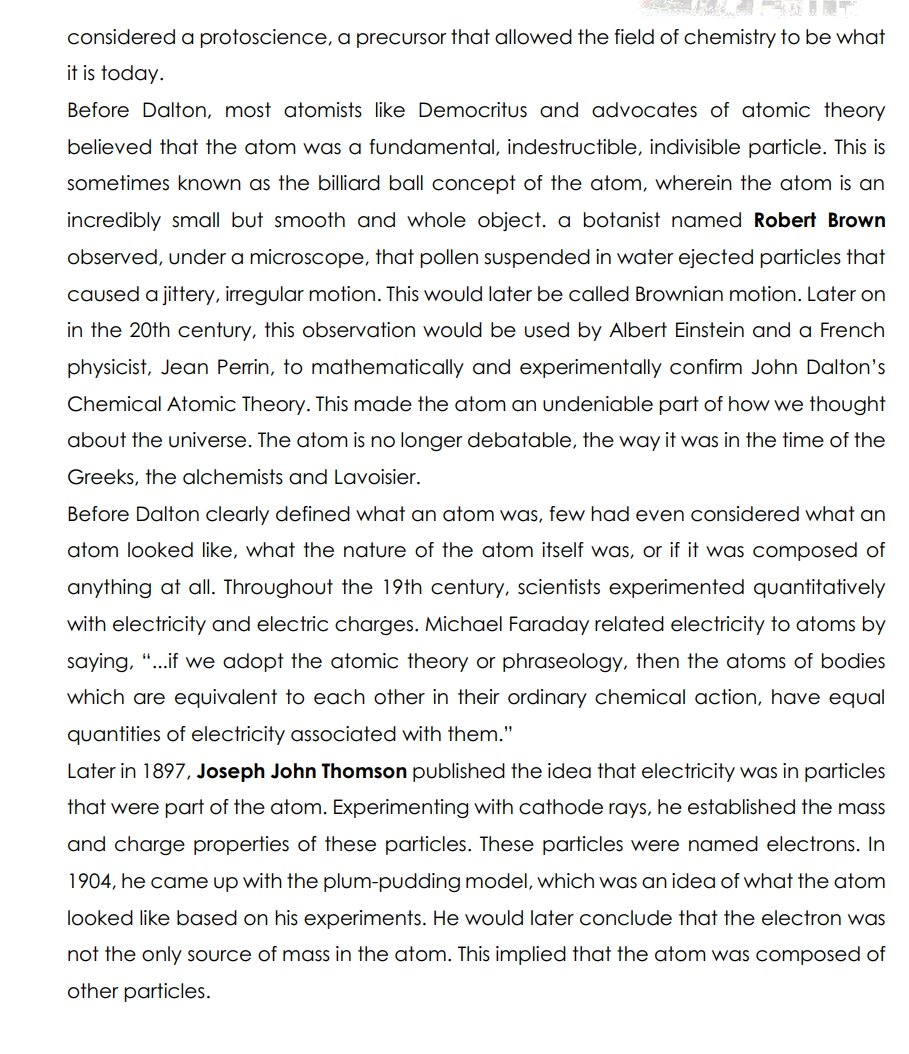 considered a protoscience, a precursor that allowed the field of chemistry to be what
it is today.
Before Dalton, most atomists like Democritus and advocates of atomic theory
believed that the atom was a fundamental, indestructible, indivisible particle. This is
sometimes known as the billiard ball concept of the atom, wherein the atom is an
incredibly small but smooth and whole object. a botanist named Robert Brown
observed, under a microscope, that pollen suspended in water ejected particles that
caused a jittery, irregular motion. This would later be called Brownian motion. Later on
in the 20th century, this observation would be used by Albert Einstein and a French
physicist, Jean Perrin, to mathematically and experimentally confirm John Dalton’s
Chemical Atomic Theory. This made the atom an undeniable part of how we thought
about the universe. The atom is no longer debatable, the way it was in the time of the
Greeks, the alchemists and Lavoisier.
Before Dalton clearly defined what an atom was, few had even considered what an
atom looked like, what the nature of the atom itself was, or if it was composed of
anything at all. Throughout the 19th century, scientists experimented quantitatively
with electricity and electric charges. Michael Faraday related electricity to atoms by
saying, “...if we adopt the atomic theory or phraseology, then the atoms of bodies
which are equivalent to each other in their ordinary chemical action, have equal
quantities of electricity associated with them.”
Later in 1897, Joseph John Thomson published the idea that electricity was in particles
that were part of the atom. Experimenting with cathode rays, he established the mass
and charge properties of these particles. These particles were named electrons. In
1904, he came up with the plum-pudding model, which was an idea of what the atom
looked like based on his experiments. He would later conclude that the electron was
not the only source of mass in the atom. This implied that the atom was composed of
other particles.